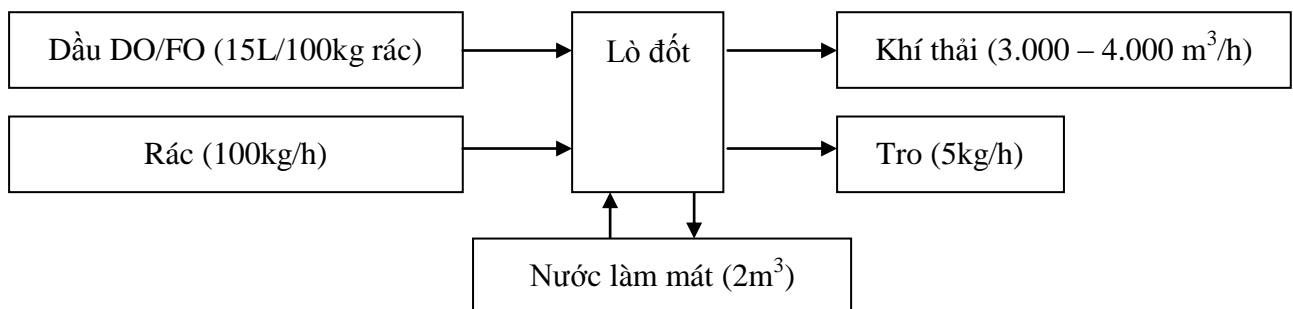 Dầu DO/FO (15L/100kg rác)
Lò đốt
Khí thải (3.000 – 4.000 m³/h)
Rác (100kg/h)
Tro (5kg/h)
Nước làm mát (2m³)